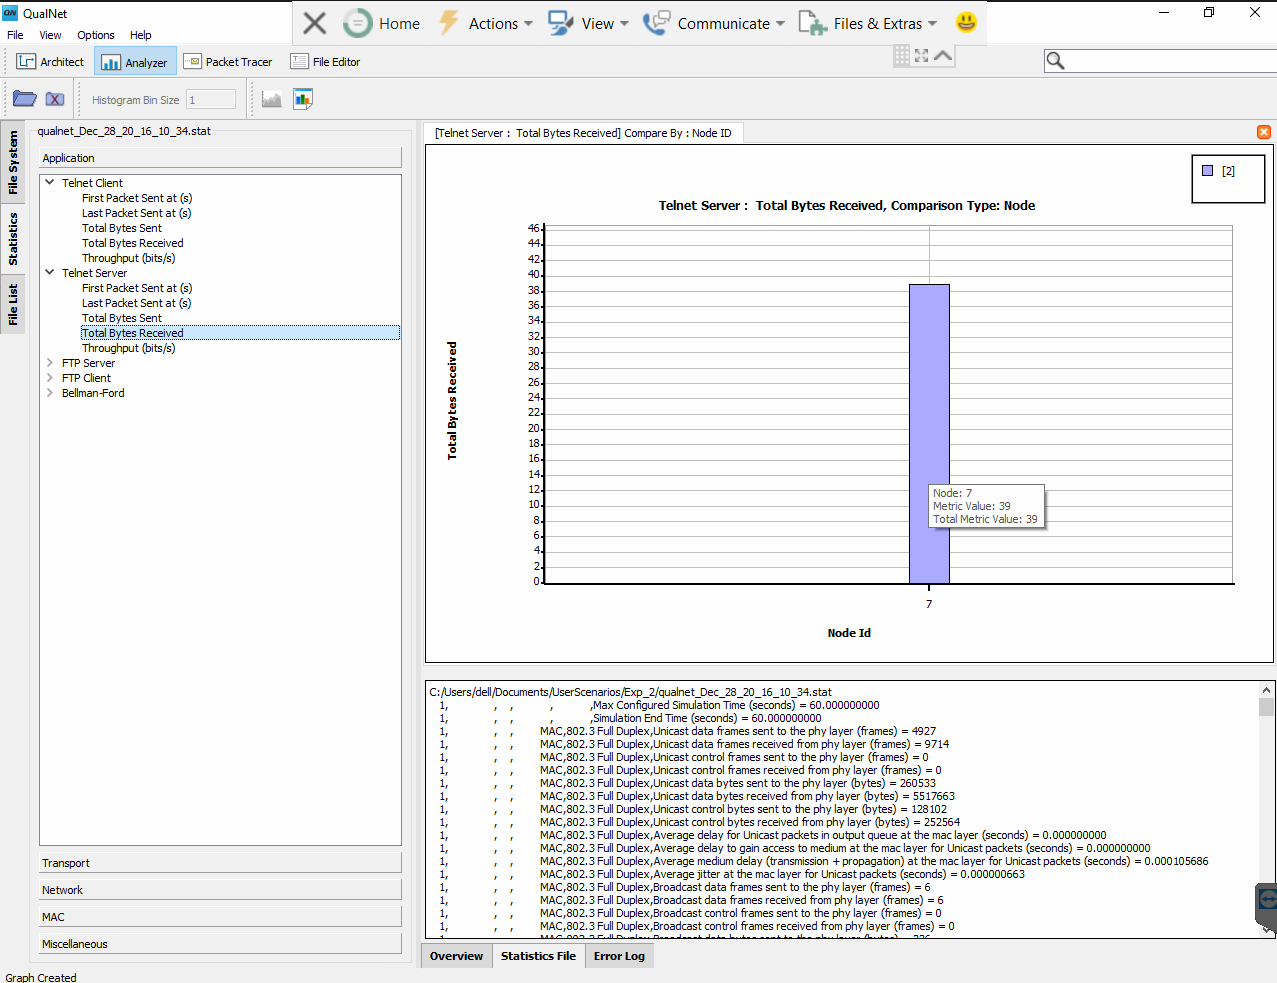 QN QualNet
Home Actions View Communicate Files & Extras
File View Options Help
Architect Analyzer Packet Tracer File Editor
Histogram Bin Size 1
File System
Statistics
File List
qualnet_Dec_28_20_16_10_34.stat
Application
Telnet Client
First Packet Sent at (s)
Last Packet Sent at (s)
Total Bytes Sent
Total Bytes Received
Throughput (bits/s)
Telnet Server
First Packet Sent at (s)
Last Packet Sent at (s)
Total Bytes Sent
Total Bytes Received
Throughput (bits/s)
FTP Server
FTP Client
Bellman-Ford
Transport
Network
MAC
Miscellaneous
[Telnet Server : Total Bytes Received] Compare By : Node ID
[2]
Telnet Server : Total Bytes Received, Comparison Type: Node
Total Bytes Received
46
44
42
40
38
36
34
32
30
28
26
24
22
20
18
16
14
12
10
8
6
4
2
0
Node: 7
Metric Value: 39
Total Metric Value: 39
7
Node Id
C:/Users/dell/Documents/UserScenarios/Exp_2/qualnet_Dec_28_20_16_10_34.stat
1, , , , ,Max Configured Simulation Time (seconds) = 60.000000000
1, , , , ,Simulation End Time (seconds) = 60.000000000
1, , , MAC,802.3 Full Duplex,Unicast data frames sent to the phy layer (frames) = 4927
1, , , MAC,802.3 Full Duplex,Unicast data frames received from phy layer (frames) = 9714
1, , , MAC,802.3 Full Duplex,Unicast control frames sent to the phy layer (frames) = 0
1, , , MAC,802.3 Full Duplex,Unicast control frames received from phy layer (frames) = 0
1, , , MAC,802.3 Full Duplex,Unicast data bytes sent to the phy layer (bytes) = 260533
1, , , MAC,802.3 Full Duplex,Unicast data bytes received from phy layer (bytes) = 5517663
1, , , MAC,802.3 Full Duplex,Unicast control bytes sent to the phy layer (bytes) = 128102
1, , , MAC,802.3 Full Duplex,Unicast control bytes received from phy layer (bytes) = 252564
1, , , MAC,802.3 Full Duplex,Average delay for Unicast packets in output queue at the mac layer (seconds) = 0.000000000
1, , , MAC,802.3 Full Duplex,Average delay to gain access to medium at the mac layer for Unicast packets (seconds) = 0.000000000
1, , , MAC,802.3 Full Duplex,Average medium delay (transmission + propagation) at the mac layer for Unicast packets (seconds) = 0.000105686
1, , , MAC,802.3 Full Duplex,Average jitter at the mac layer for Unicast packets (seconds) = 0.000000663
1, , , MAC,802.3 Full Duplex,Broadcast data frames sent to the phy layer (frames) = 6
1, , , MAC,802.3 Full Duplex,Broadcast data frames received from phy layer (frames) = 6
1, , , MAC,802.3 Full Duplex,Broadcast control frames sent to the phy layer (frames) = 0
1, , , MAC,802.3 Full Duplex,Broadcast control frames received from phy layer (frames) = 0
Overview Statistics File Error Log
Graph Created